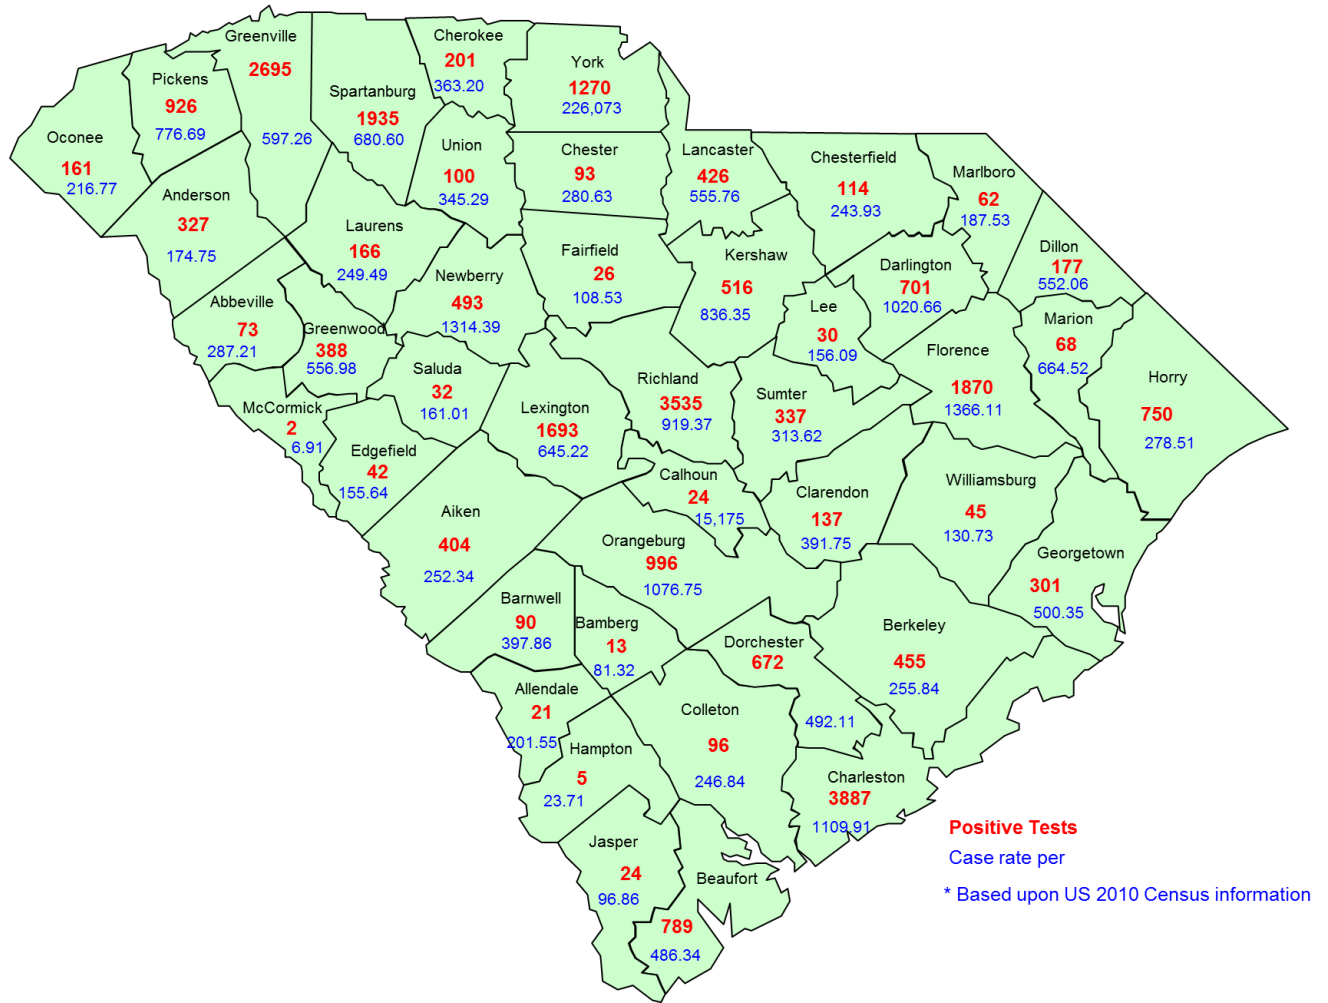 Greenville
2695
597.26
Cherokee
201
363.20
York
1270
226,073
Pickens
926
776.69
Spartanburg
1935
680.60
Oconee
161
216.77
Union
100
345.29
Chester
93
280.63
Lancaster
426
555.76
Chesterfield
114
243.93
Marlboro
62
187.53
Anderson
327
174.75
Laurens
166
249.49
Newberry
493
1314.39
Fairfield
26
108.53
Kershaw
516
836.35
Darlington
701
1020.66
Dillon
177
552.06
Abbeville
73
287.21
Greenwood
388
556.98
Lee
30
156.09
Marion
68
664.52
Saluda
32
161.01
Richland
3535
919.37
Florence
1870
1366.11
Horry
750
278.51
McCormick
2
6.91
Lexington
1693
645.22
Sumter
337
313.62
Edgefield
42
155.64
Calhoun
24
15,175
Clarendon
137
391.75
Williamsburg
45
130.73
Aiken
404
252.34
Orangeburg
996
1076.75
Georgetown
301
500.35
Barnwell
90
397.86
Bamberg
13
81.32
Dorchester
672
492.11
Berkeley
455
255.84
Allendale
21
201.55
Colleton
96
246.84
Hampton
5
23.71
Charleston
3887
1109.91
Jasper
24
96.86
Beaufort
789
486.34
Positive Tests
Case rate per
* Based upon US 2010 Census information